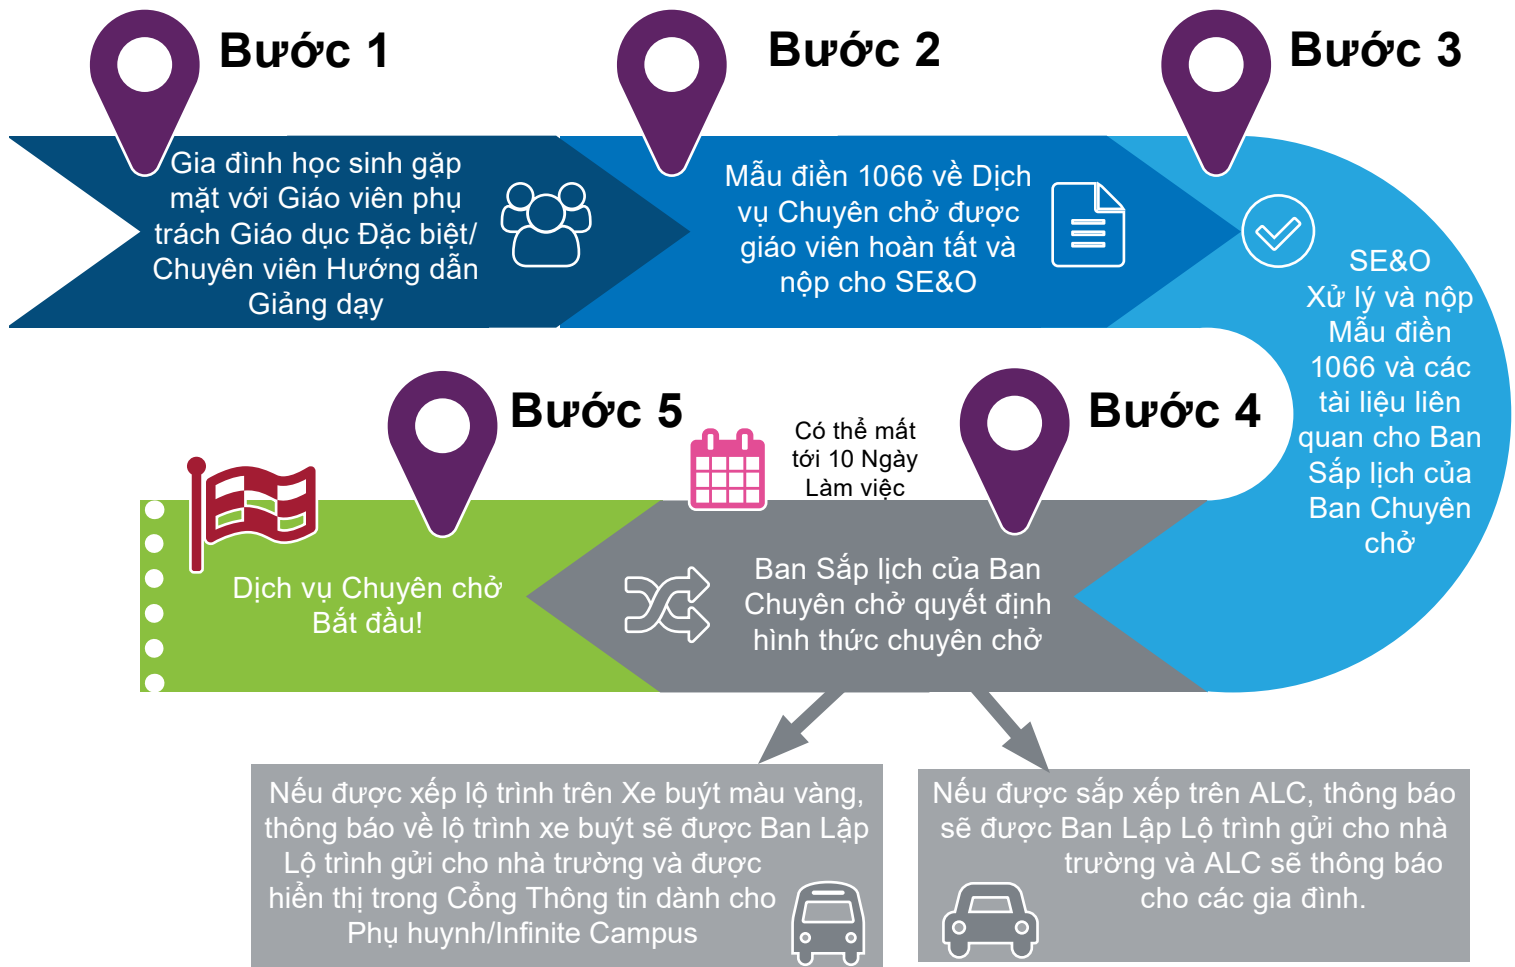 Bước 1
Gia đình học sinh gặp
mặt với Giáo viên phụ
trách Giáo dục Đặc biệt/
Chuyên viên Hướng dẫn
Giảng dạy
Bước 2
Mẫu điền 1066 về Dịch
vụ Chuyên chở được
giáo viên hoàn tất và
nộp cho SE&O
Bước 3
SE&O
Xử lý và nộp
Mẫu điền
1066 và các
tài liệu liên
quan cho Ban
Sắp lịch của
Ban Chuyên
chở
Bước 4
Có thể mất
tới 10 Ngày
Làm việc
Ban Sắp lịch của Ban
Chuyên chở quyết định
hình thức chuyên chở
Bước 5
Dịch vụ Chuyên chở
Bắt đầu!
Nếu được xếp lộ trình trên Xe buýt màu vàng,
thông báo về lộ trình xe buýt sẽ được Ban Lập
Lộ trình gửi cho nhà trường và được
hiển thị trong Cổng Thông tin dành cho
Phụ huynh/Infinite Campus
Nếu được sắp xếp trên ALC, thông báo
sẽ được Ban Lập Lộ trình gửi cho nhà
trường và ALC sẽ thông báo
cho các gia đình.